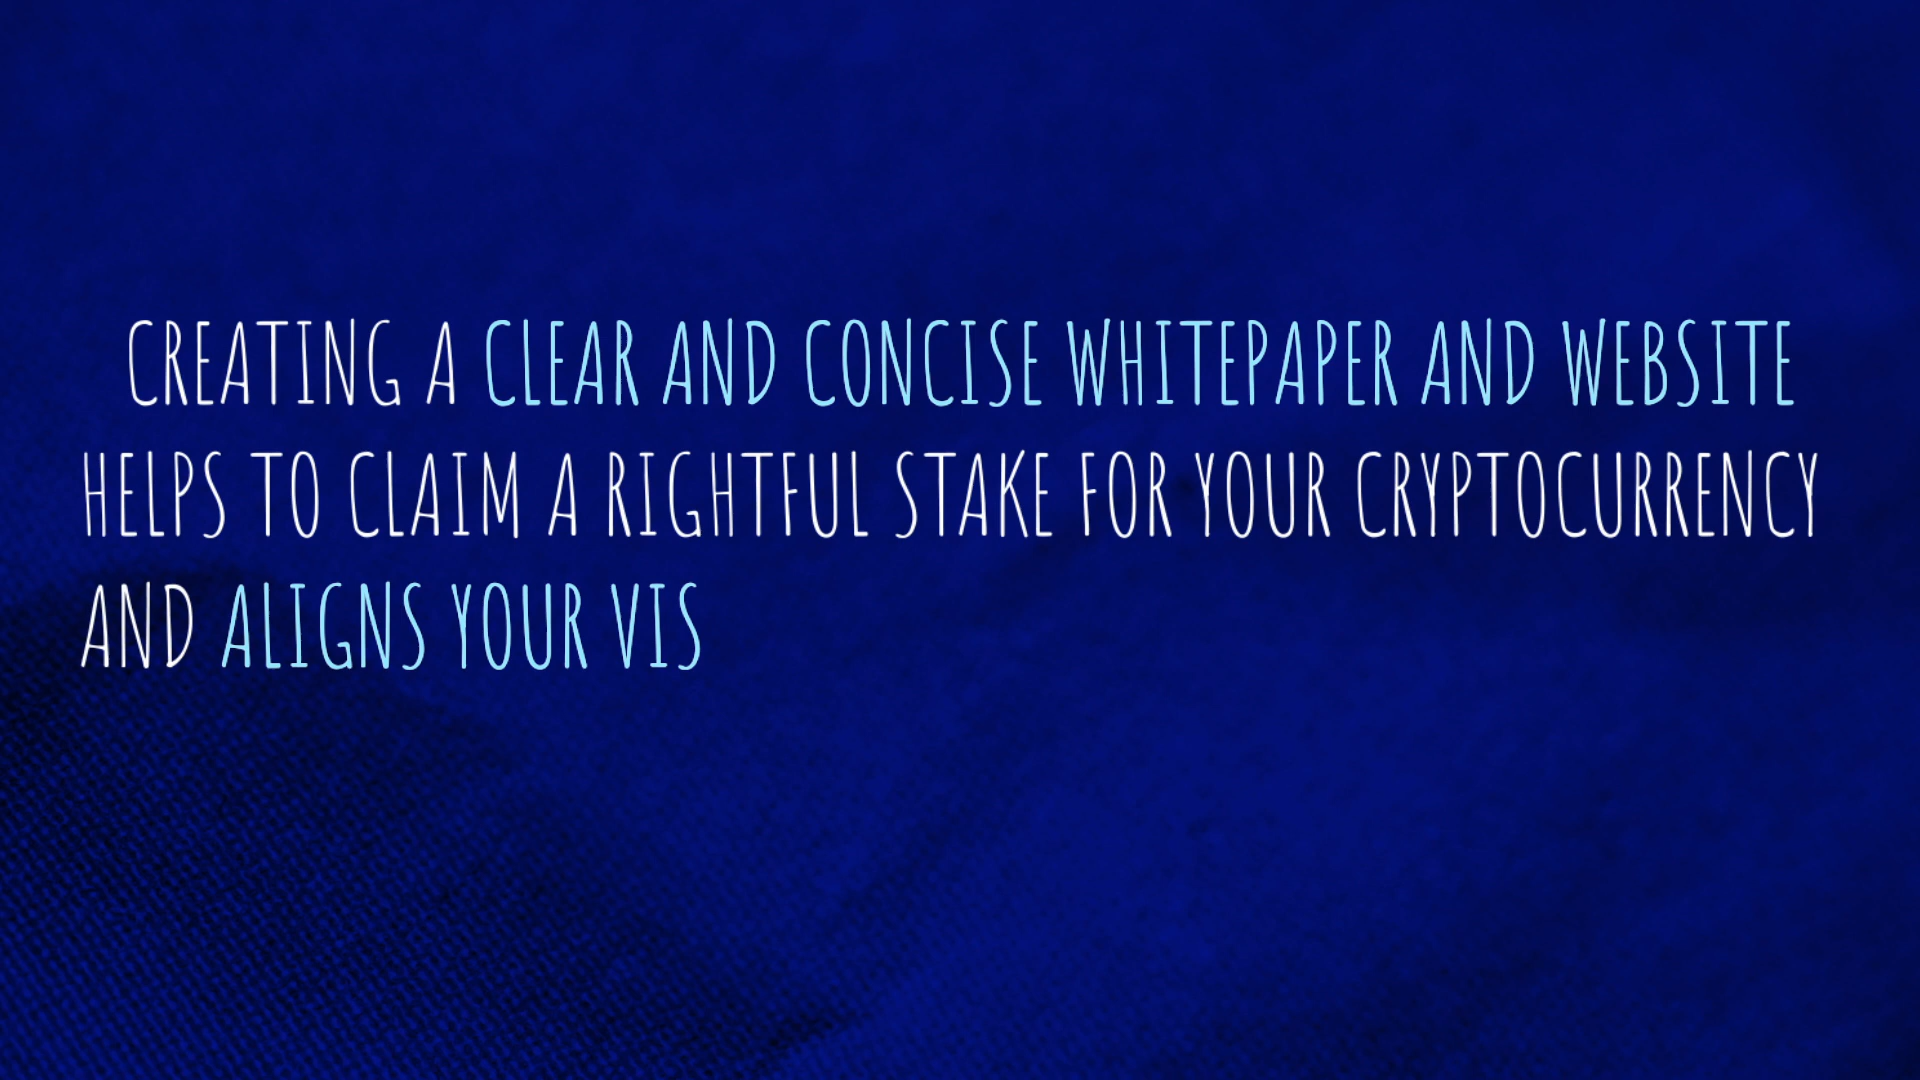 CREATING A CLEAR AND CONCISE WHITEPAPER AND WEBSITE
HELPS TO CLAIM A RIGHTFUL STAKE FOR YOUR CRYPTOCURRENCY
AND ALIGNS YOUR VIS